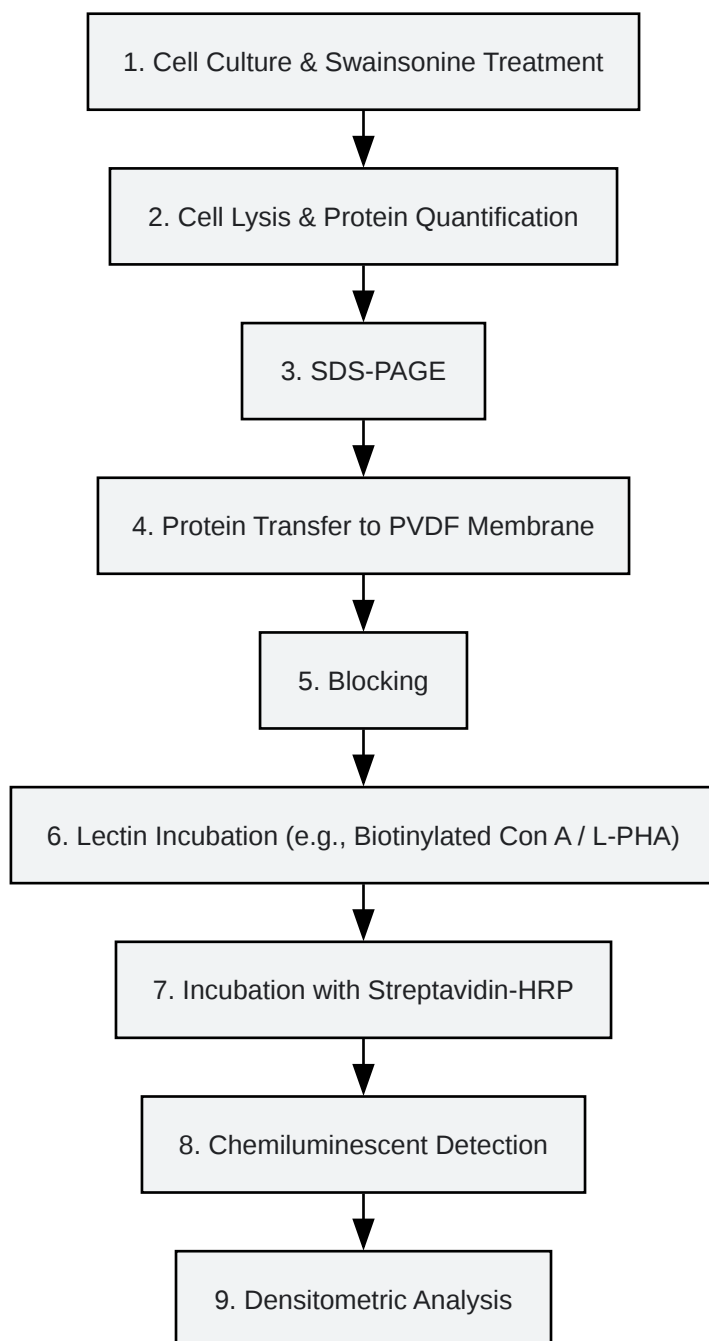 1. Cell Culture & Swainsonine Treatment
2. Cell Lysis & Protein Quantification
3. SDS-PAGE
4. Protein Transfer to PVDF Membrane
5. Blocking
6. Lectin Incubation (e.g., Biotinylated Con A / L-PHA)
7. Incubation with Streptavidin-HRP
8. Chemiluminescent Detection
9. Densitometric Analysis